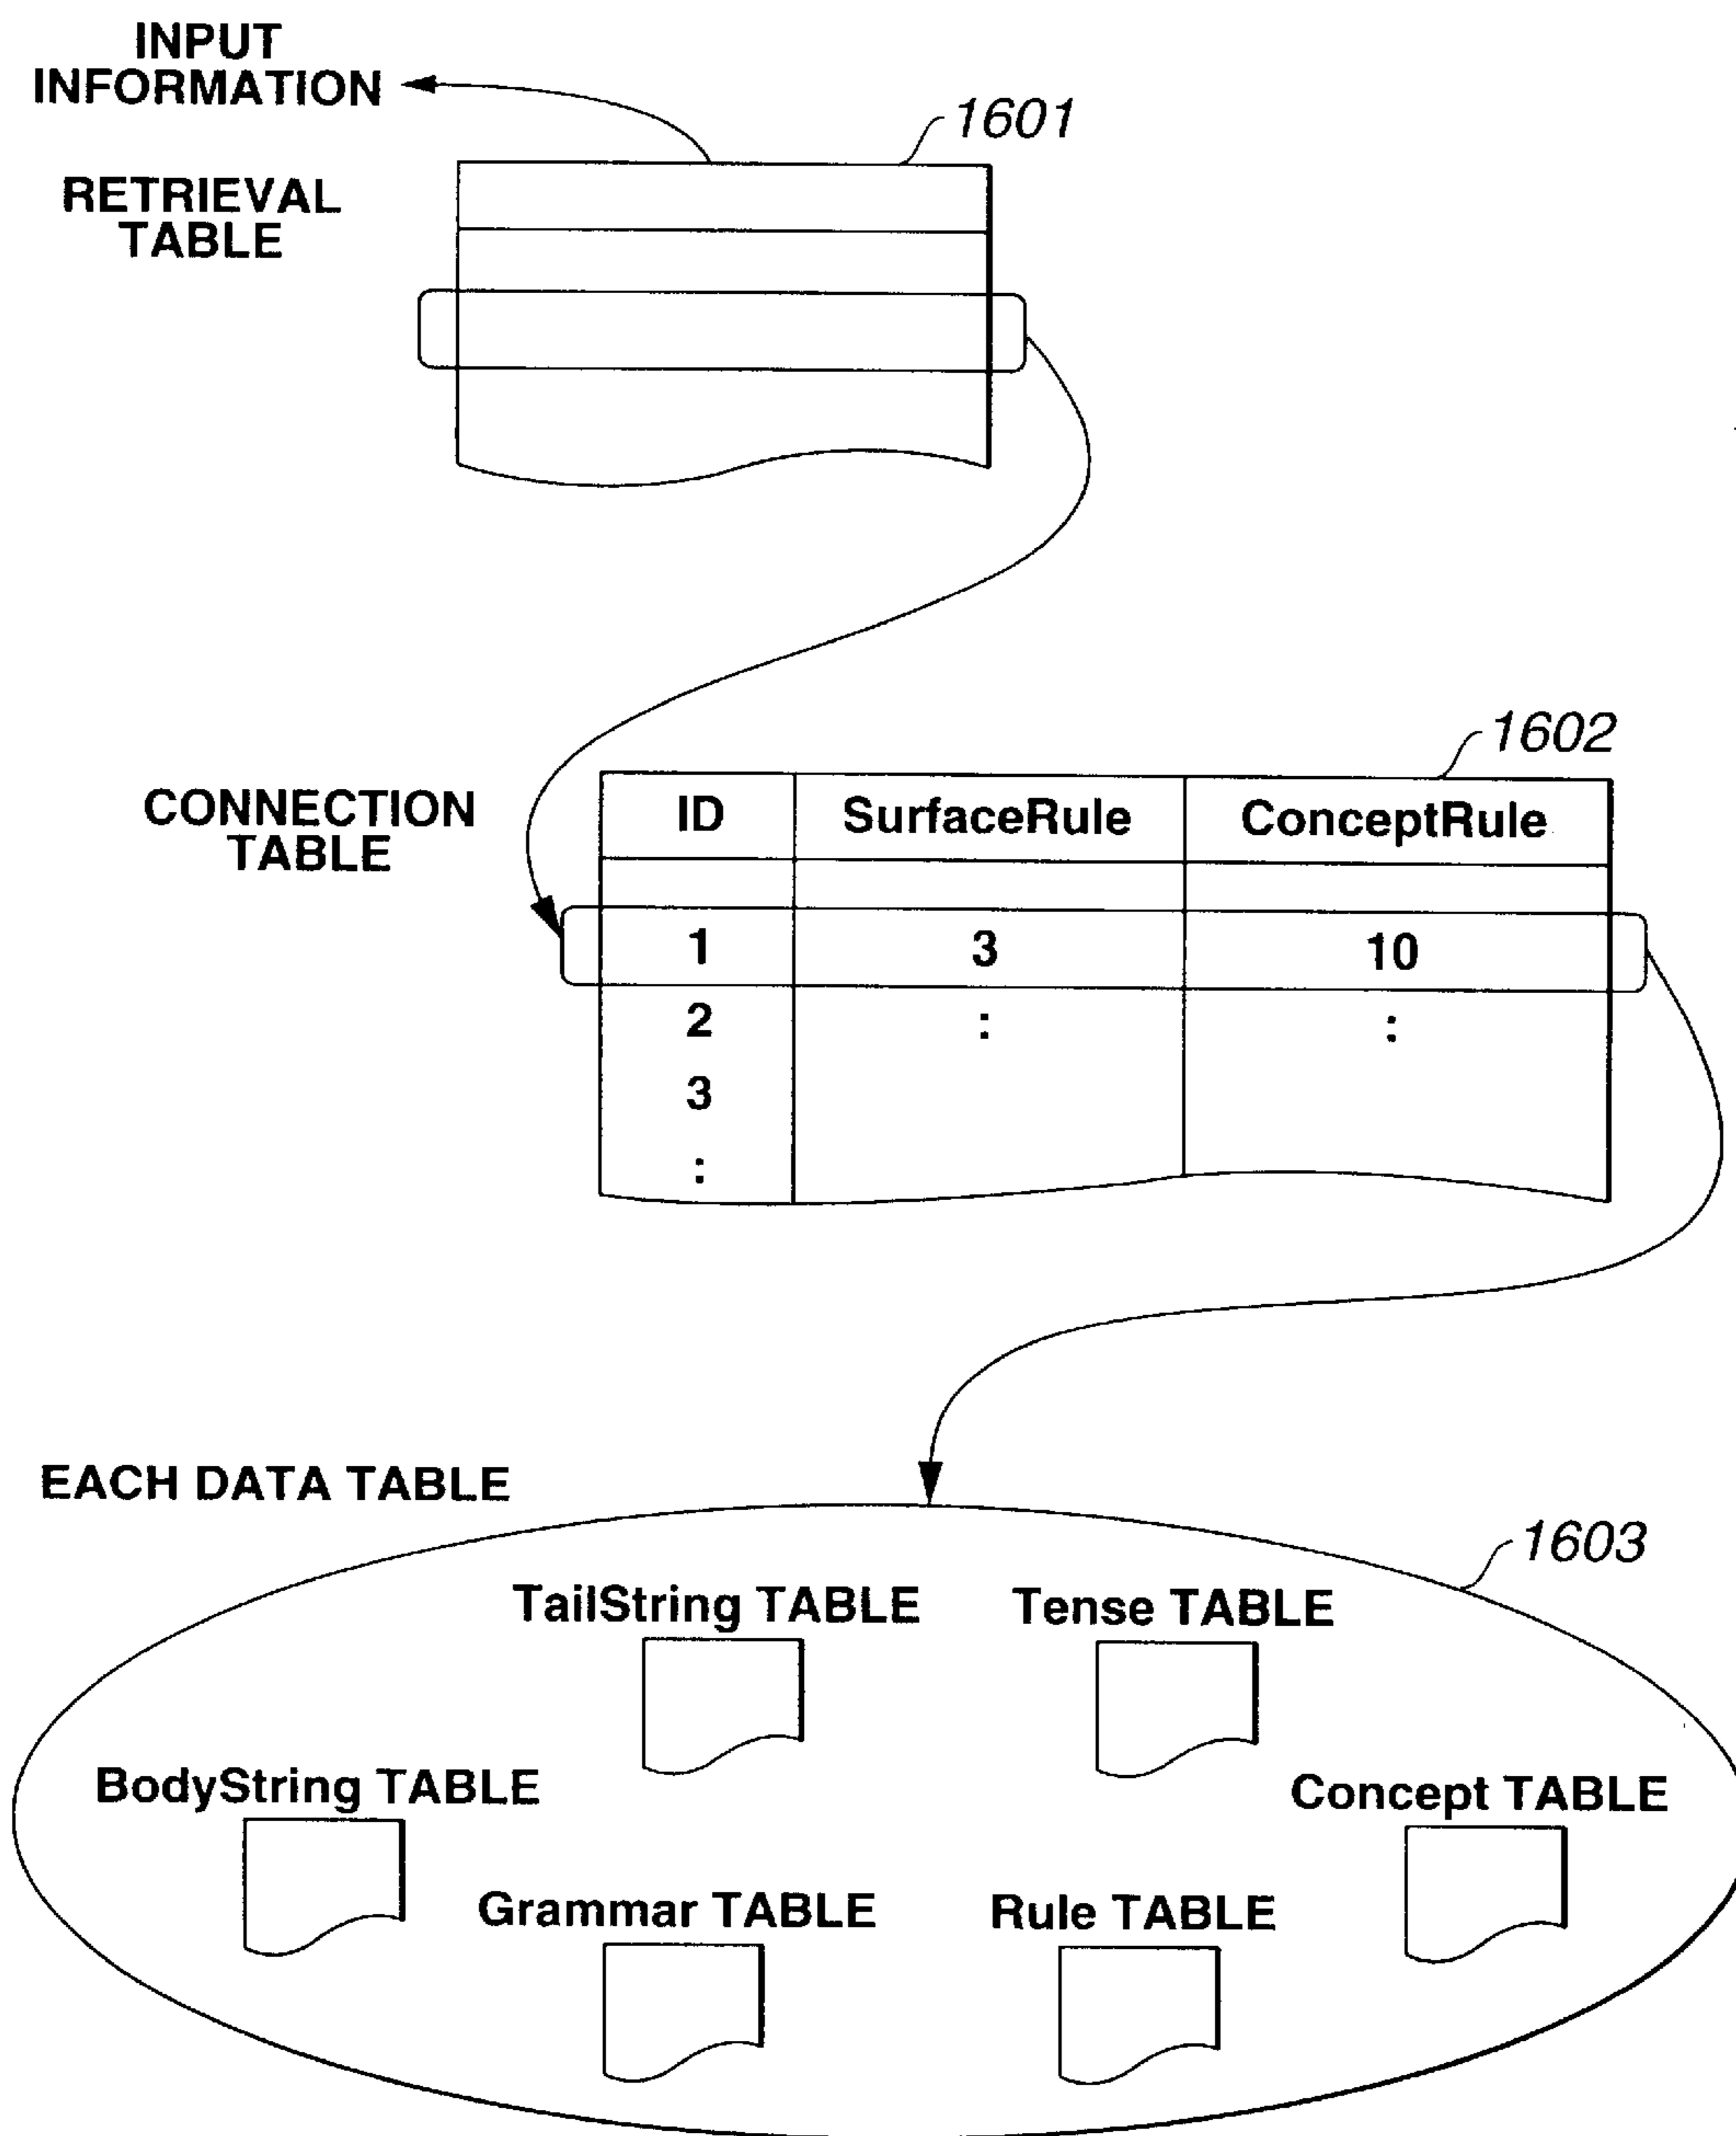 INPUT
INFORMATION
1601
RETRIEVAL
TABLE
1602
CONNECTION
TABLE
ID SurfaceRule ConceptRule
1 3 10
2 : :
3
:
EACH DATA TABLE
1603
TailString TABLE Tense TABLE
BodyString TABLE Concept TABLE
Grammar TABLE Rule TABLE